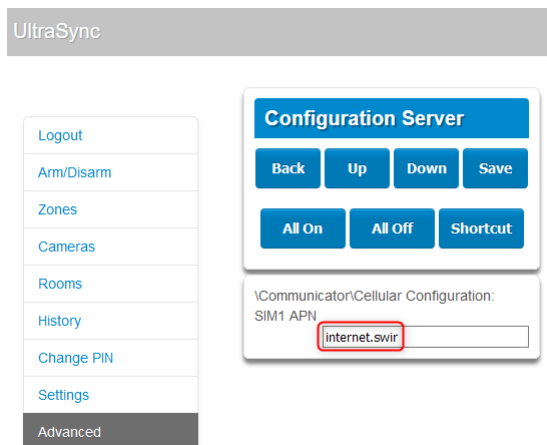 UltraSync
Logout
Arm/Disarm
Zones
Cameras
Rooms
History
Change PIN
Settings
Advanced
Configuration Server
Back Up Down Save
All On All Off Shortcut
\Communicator\Cellular Configuration:
SIM1 APN
internet.swir